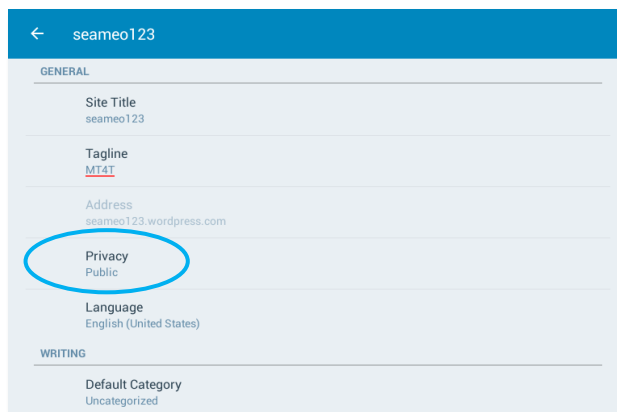 seameo123
GENERAL
Site Title
seameo123
Tagline
MT4T
Address
seameo123.wordpress.com
Privacy
Public
Language
English (United States)
WRITING
Default Category
Uncategorized